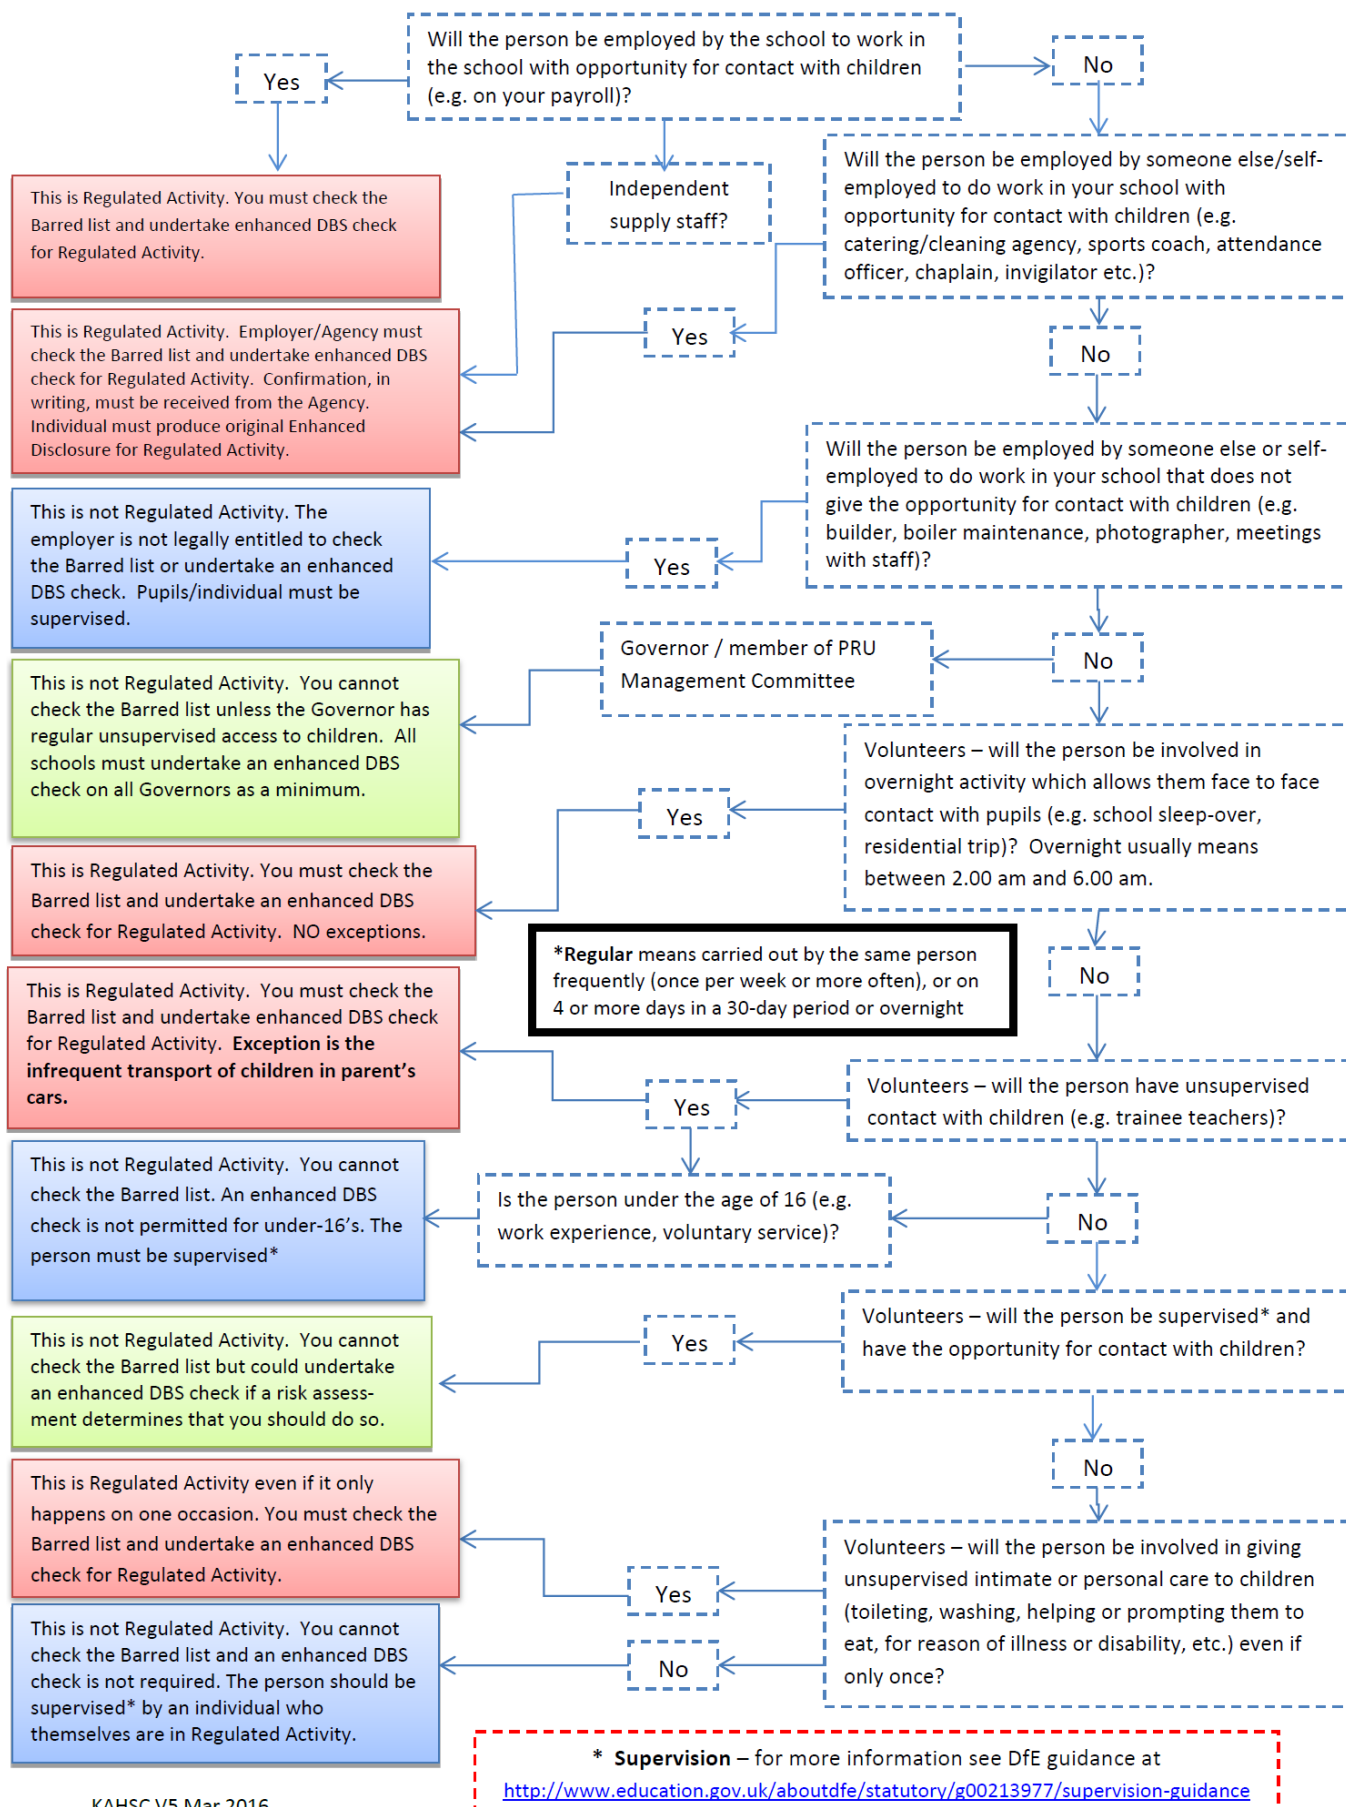 Will the person be employed by the school to work in
the school with opportunity for contact with children
(e.g. on your payroll)?
Yes
No
This is Regulated Activity. You must check the
Barred list and undertake enhanced DBS check
for Regulated Activity.
Independent
supply staff?
Will the person be employed by someone else/self-
employed to do work in your school with
opportunity for contact with children (e.g.
catering/cleaning agency, sports coach, attendance
officer, chaplain, invigilator etc.)?
This is Regulated Activity. Employer/Agency must
check the Barred list and undertake enhanced DBS
check for Regulated Activity. Confirmation, in
writing, must be received from the Agency.
Individual must produce original Enhanced
Disclosure for Regulated Activity.
Yes
No
Will the person be employed by someone else or self-
employed to do work in your school that does not
give the opportunity for contact with children (e.g.
builder, boiler maintenance, photographer, meetings
with staff)?
This is not Regulated Activity. The
employer is not legally entitled to check
the Barred list or undertake an enhanced
DBS check. Pupils/individual must be
supervised.
Yes
No
Governor / member of PRU
Management Committee
This is not Regulated Activity. You cannot
check the Barred list unless the Governor has
regular unsupervised access to children. All
schools must undertake an enhanced DBS
check on all Governors as a minimum.
Volunteers – will the person be involved in
overnight activity which allows them face to face
contact with pupils (e.g. school sleep-over,
residential trip)? Overnight usually means
between 2.00 am and 6.00 am.
Yes
This is Regulated Activity. You must check the
Barred list and undertake an enhanced DBS
check for Regulated Activity. NO exceptions.
*Regular means carried out by the same person
frequently (once per week or more often), or on
4 or more days in a 30-day period or overnight
No
This is Regulated Activity. You must check the
Barred list and undertake enhanced DBS check
for Regulated Activity. Exception is the
infrequent transport of children in parent's
cars.
Yes
Volunteers – will the person have unsupervised
contact with children (e.g. trainee teachers)?
This is not Regulated Activity. You cannot
check the Barred list. An enhanced DBS
check is not permitted for under-16's. The
person must be supervised*
Is the person under the age of 16 (e.g.
work experience, voluntary service)?
No
This is not Regulated Activity. You cannot
check the Barred list but could undertake
an enhanced DBS check if a risk assess-
ment determines that you should do so.
Yes
Volunteers – will the person be supervised* and
have the opportunity for contact with children?
No
This is Regulated Activity even if it only
happens on one occasion. You must check the
Barred list and undertake an enhanced DBS
check for Regulated Activity.
Yes
Volunteers – will the person be involved in giving
unsupervised intimate or personal care to children
(toileting, washing, helping or prompting them to
eat, for reason of illness or disability, etc.) even if
only once?
No
This is not Regulated Activity. You cannot
check the Barred list and an enhanced DBS
check is not required. The person should be
supervised* by an individual who
themselves are in Regulated Activity.
* Supervision – for more information see DfE guidance at
http://www.education.gov.uk/aboutdfe/statutory/g00213977/supervision-guidance
KAHSC V5 Mar 2016